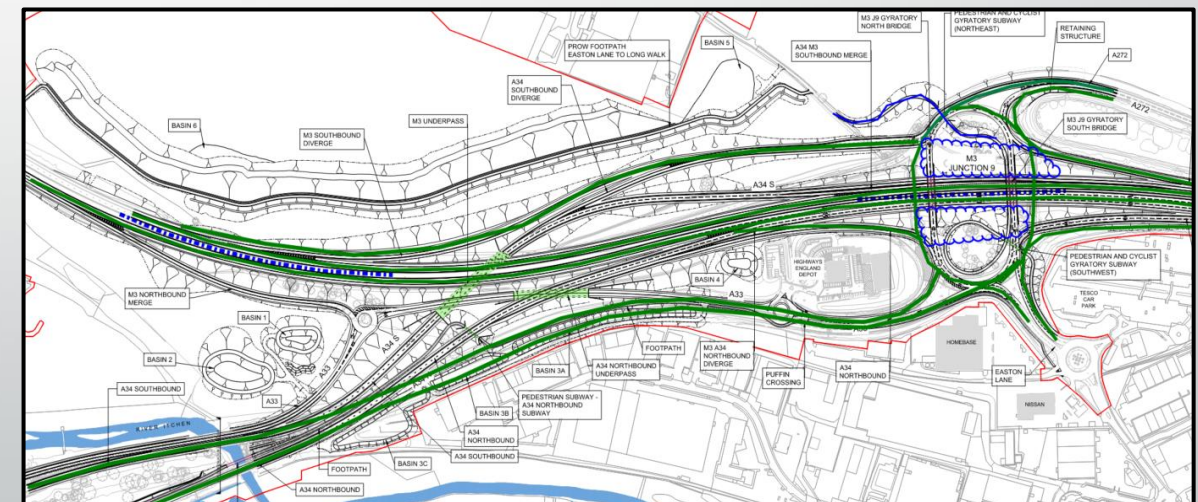 PEDESTRIAN AND CYCLIST
GYRATORY SUBWAY
(NORTHEAST)
M3 J9 GYRATORY
NORTH BRIDGE
RETAINING
STRUCTURE
PROW FOOTPATH
EASTON LANE TO LONG WALK
BASIN 5
A34 M3
SOUTHBOUND MERGE
A272
A34
SOUTHBOUND
DIVERGE
A272
BASIN 6
M3 SOUTHBOUND
DIVERGE
M3 UNDERPASS
M3 J9 GYRATORY
SOUTH BRIDGE
M3
JUNCTION 9
A34 S
HIGHWAYS
ENGLAND
DEPOT
PEDESTRIAN AND CYCLIST
GYRATORY SUBWAY
(SOUTHWEST)
BASIN 4
M3 NORTHBOUND
MERGE
A33
TESCO
CAR
PARK
BASIN 1
A34 S
HOMEBASE
BASIN 2
A33
FOOTPATH
M3 A34
NORTHBOUND
DIVERGE
BASIN 3A
A34 NORTHBOUND
UNDERPASS
PUFFIN
CROSSING
A34
NORTHBOUND
EASTON
LANE
A34 SOUTHBOUND
A33
PEDESTRIAN SUBWAY -
A34 NORTHBOUND
SUBWAY
BASIN 3B
NISSAN
RIVER ITCHEN
A34
NORTHBOUND
A34 SOUTHBOUND
BASIN 3C
FOOTPATH
A34 NORTHBOUND